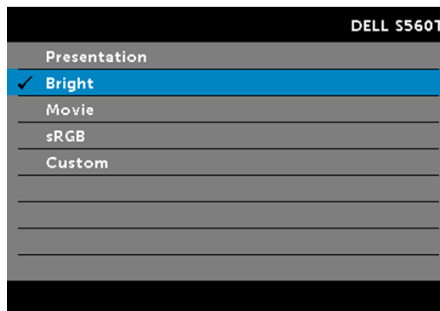 DELL S560T
Presentation
Bright
Movie
sRGB
Custom